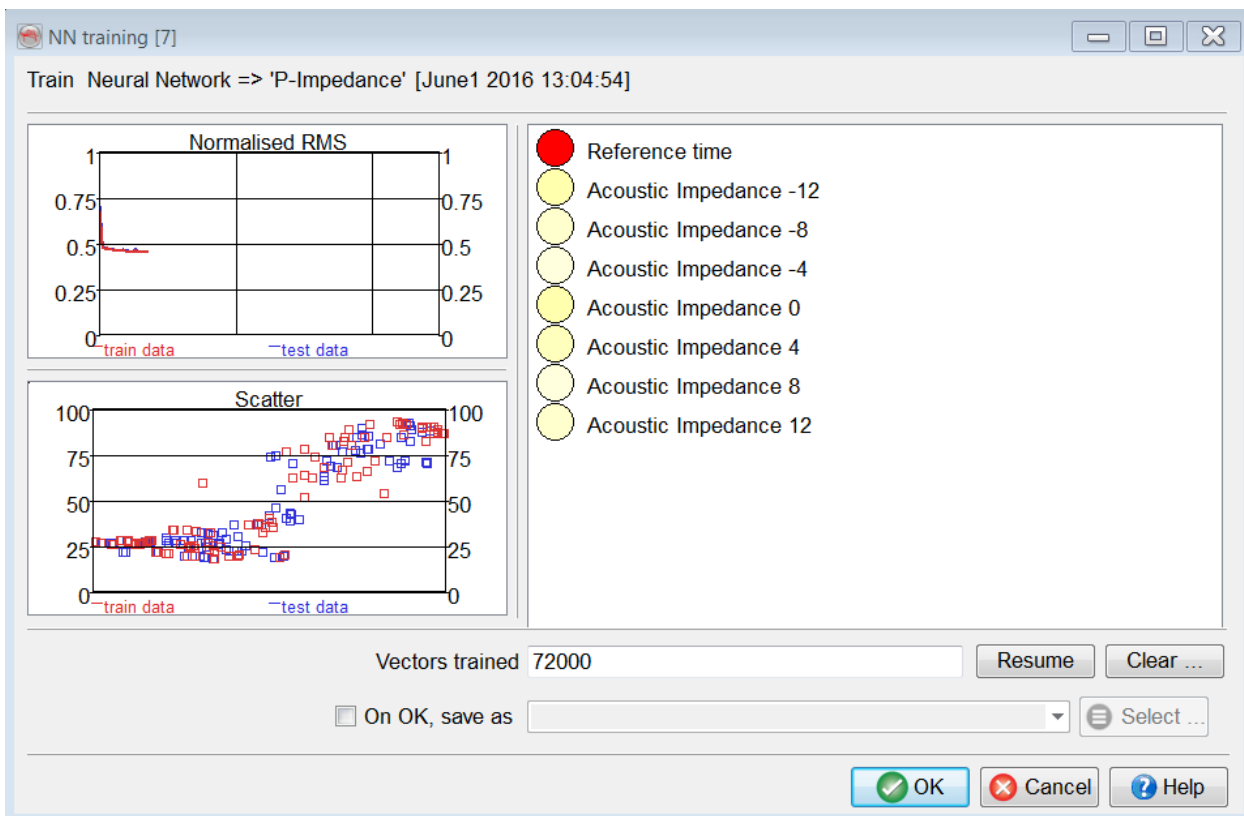 NN training [7]
Train Neural Network => 'P-Impedance' [June1 2016 13:04:54]
Normalised RMS
1 1
0.75 0.75
0.5 0.5
0.25 0.25
0 0
train data test data
Scatter
100 100
75 75
50 50
25 25
0 0
train data test data
Reference time
Acoustic Impedance -12
Acoustic Impedance -8
Acoustic Impedance -4
Acoustic Impedance 0
Acoustic Impedance 4
Acoustic Impedance 8
Acoustic Impedance 12
Vectors trained 72000 Resume Clear ...
On OK, save as Select ...
OK Cancel Help